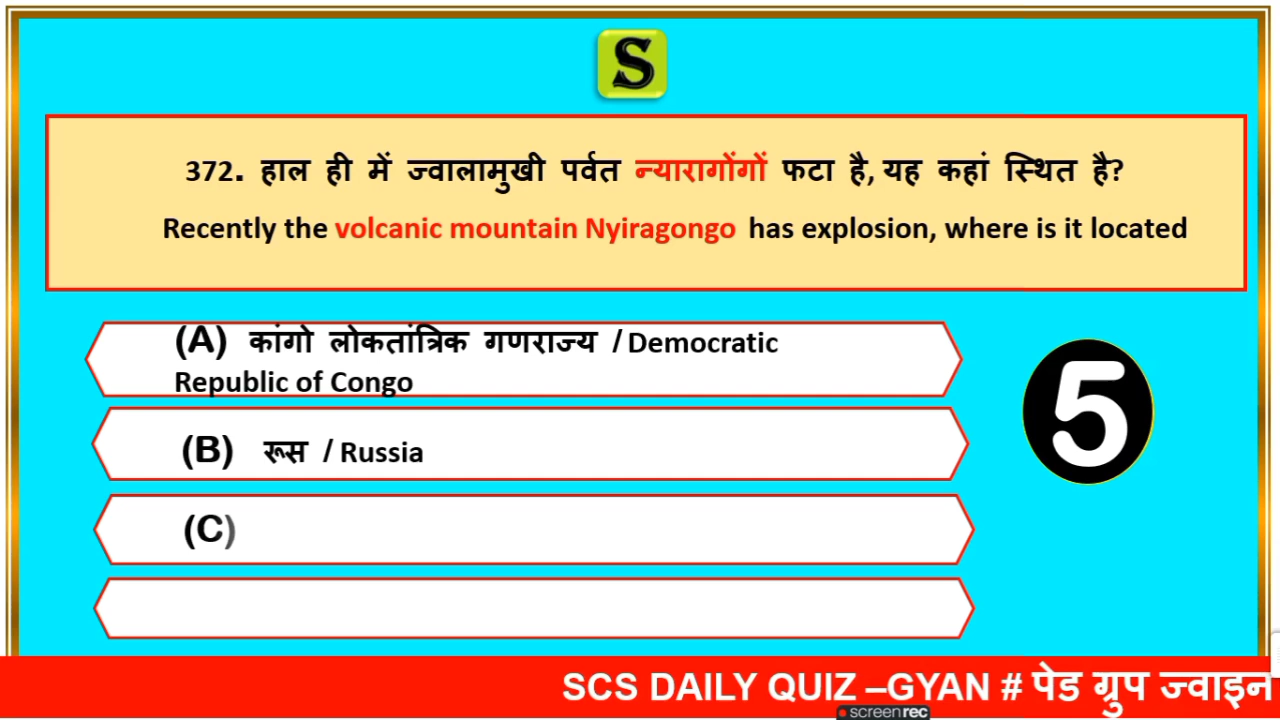 S
372. हाल ही में ज्वालामुखी पर्वत न्यारागोंगों फटा है, यह कहां स्थित है?
Recently the volcanic mountain Nyiragongo has explosion, where is it located
(A) कांगो लोकतांत्रिक गणराज्य / Democratic
Republic of Congo
5
(B) रूस / Russia
(C)
SCS DAILY QUIZ –GYAN # पेड ग्रुप ज्वाइन
screenrec